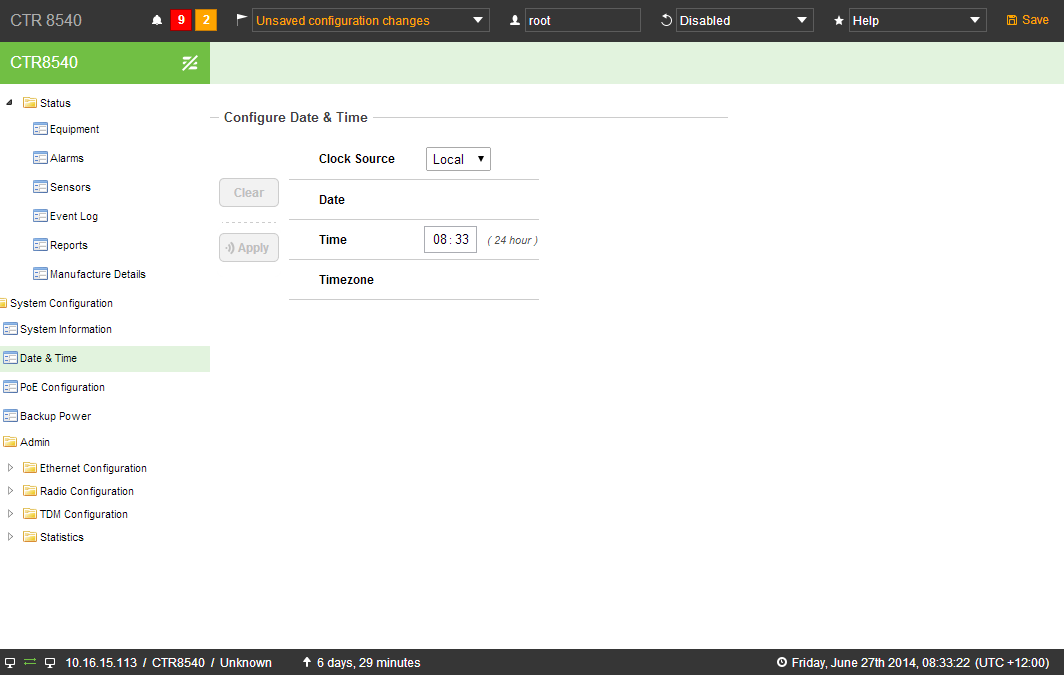 CTR 8540 9 2 Unsaved configuration changes root Disabled Help Save
CTR8540
Status
Equipment
Alarms
Sensors
Event Log
Reports
Manufacture Details
System Configuration
System Information
Date & Time
PoE Configuration
Backup Power
Admin
Ethernet Configuration
Radio Configuration
TDM Configuration
Statistics
Configure Date & Time
Clock Source Local
Clear
Date
Time 08 : 33 ( 24 hour )
Apply
Timezone
10.16.15.113 / CTR8540 / Unknown 6 days, 29 minutes Friday, June 27th 2014, 08:33:22 (UTC +12:00)